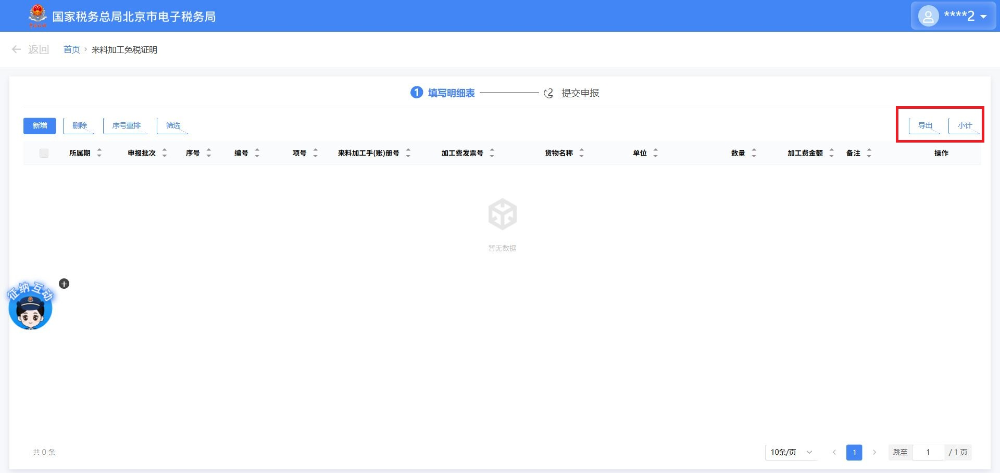 国家税务总局北京市电子税务局
****2
返回 首页 > 来料加工免税证明
1 填写明细表 2 提交申报
新增 删除 序号重排 筛选 导出 小计
所属期 申报批次 序号 编号 项号 来料加工手(账)册号 加工费发票号 货物名称 单位 数量 加工费金额 备注 操作
暂无数据
征纳互动
共 0 条 10条/页 1 跳至 1 / 1 页